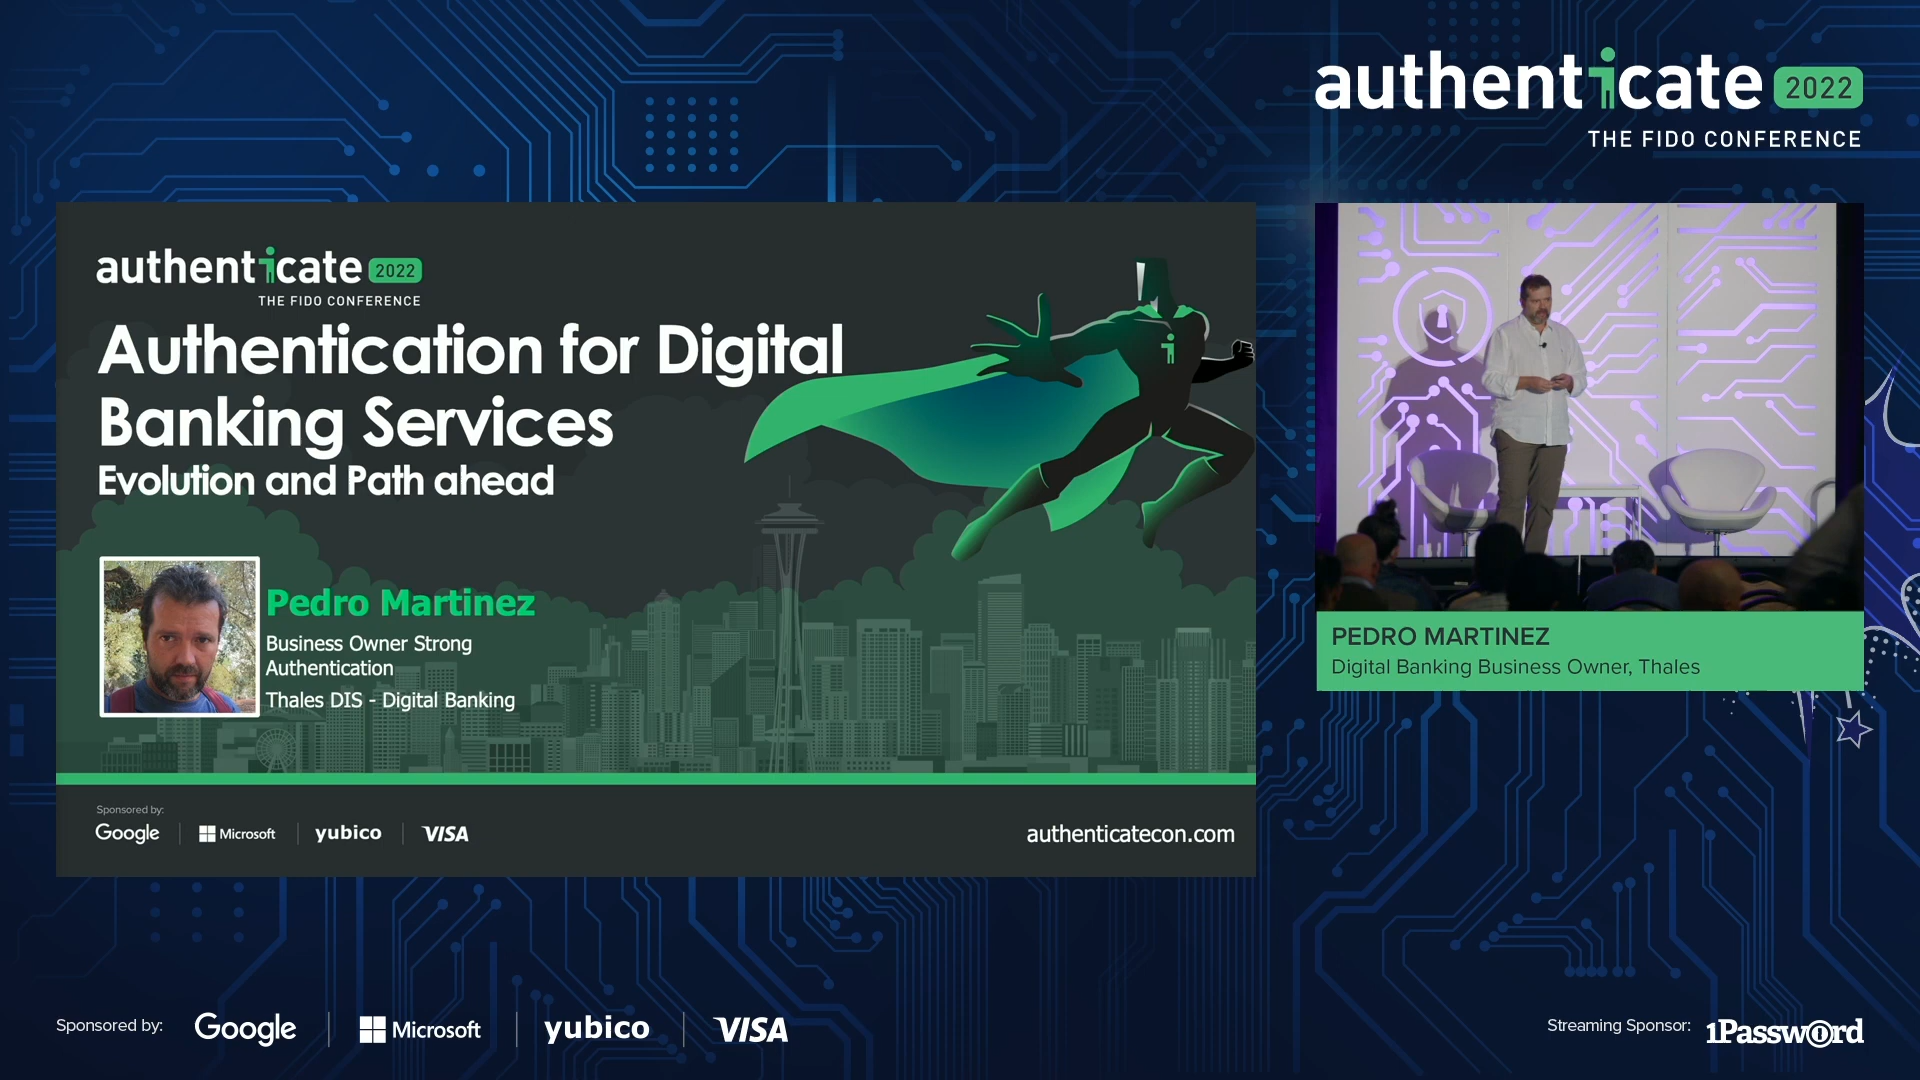 authenticate 2022
THE FIDO CONFERENCE
authenticate 2022
THE FIDO CONFERENCE
Authentication for Digital
Banking Services
Evolution and Path ahead
Pedro Martinez
Business Owner Strong
Authentication
Thales DIS - Digital Banking
Sponsored by:
Google Microsoft yubico VISA
authenticatecon.com
PEDRO MARTINEZ
Digital Banking Business Owner, Thales
Sponsored by: Google Microsoft yubico VISA
Streaming Sponsor: 1Password